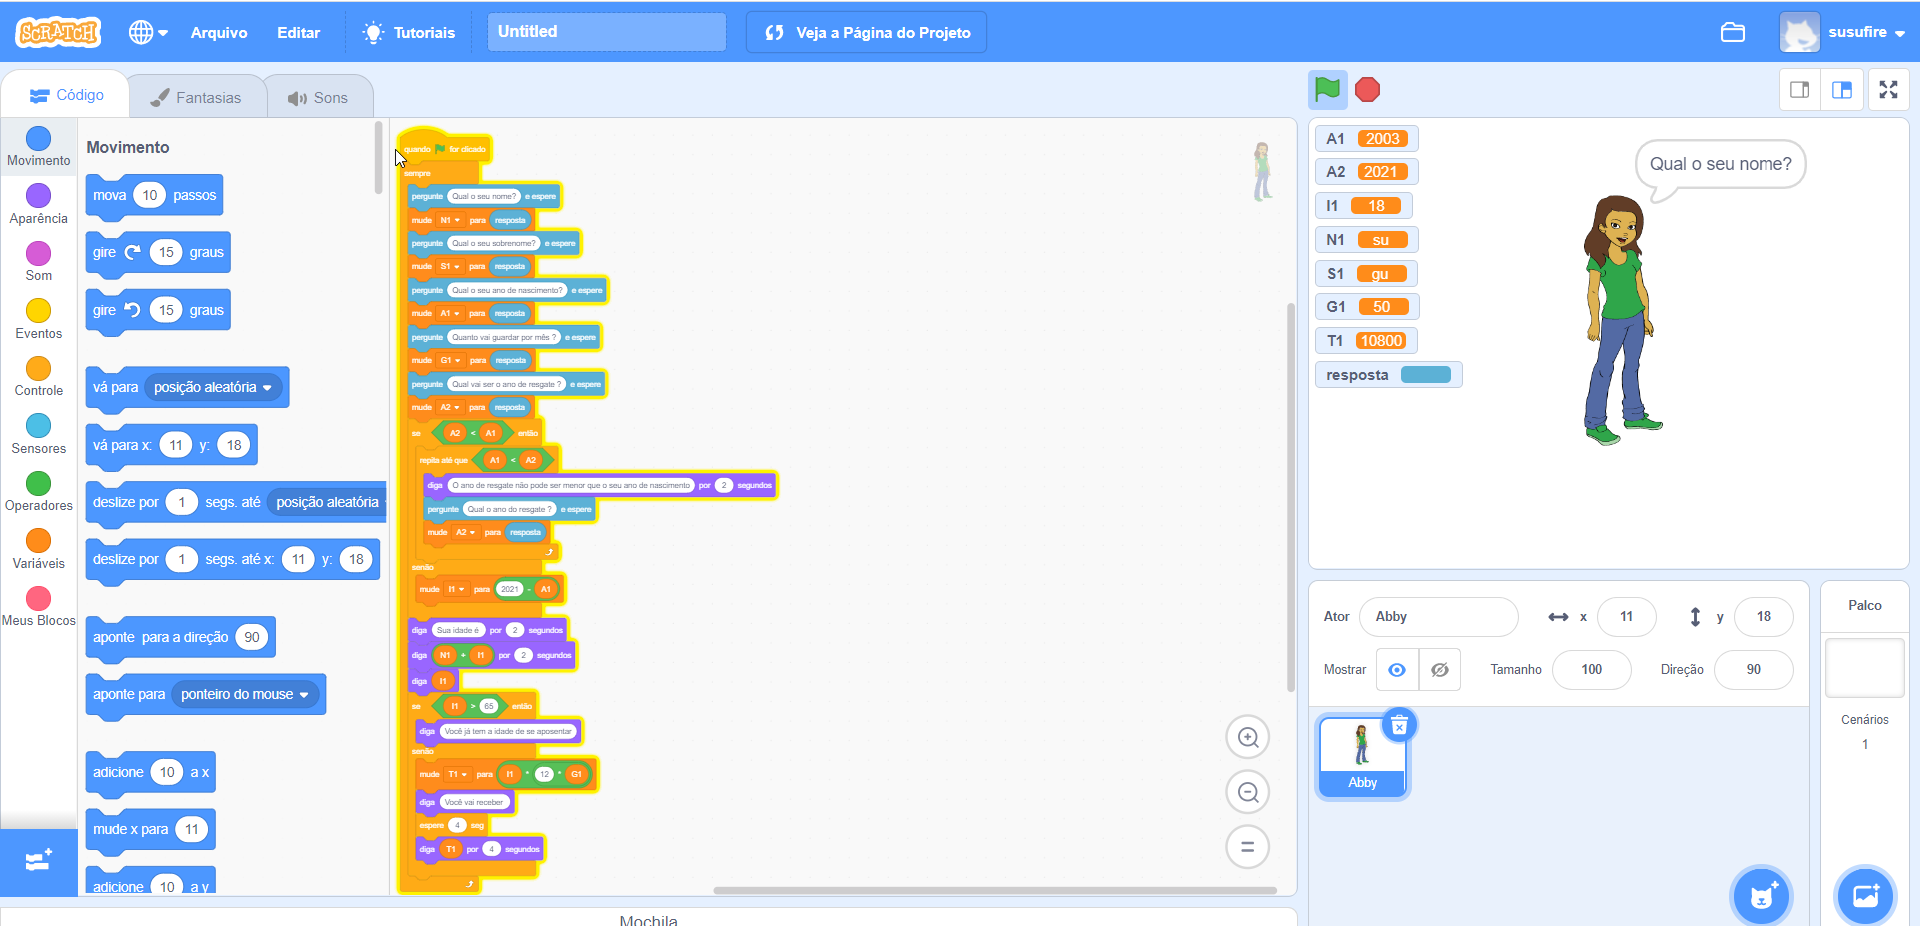 SCRATCH Arquivo Editar Tutoriais Untitled Veja a Página do Projeto susufire
Código Fantasias Sons
Movimento
Aparência
Som
Eventos
Controle
Sensores
Operadores
Variáveis
Meus Blocos
Movimento
mova 10 passos
gire 15 graus
gire 15 graus
vá para posição aleatória
vá para x: 11 y: 18
deslize por 1 segs. até posição aleatória
deslize por 1 segs. até x: 11 y: 18
aponte para a direção 90
aponte para ponteiro do mouse
adicione 10 a x
mude x para 11
adicione 10 a y
quando for clicado
sempre
pergunte Qual o seu nome? e espere
mude N1 para resposta
pergunte Qual o seu sobrenome? e espere
mude S1 para resposta
pergunte Qual o seu ano de nascimento? e espere
mude A1 para resposta
pergunte Quanto vai guardar por mês ? e espere
mude G1 para resposta
pergunte Qual vai ser o ano de resgate ? e espere
mude A2 para resposta
se A2 < A1 então
repita até que A1 < A2
diga O ano de resgate não pode ser menor que o seu ano de nascimento por 2 segundos
pergunte Qual o ano do resgate ? e espere
mude A2 para resposta
senão
mude I1 para 2021 - A1
diga Sua idade é por 2 segundos
diga N1 + I1 por 2 segundos
diga I1
se I1 > 65 então
diga Você já tem a idade de se aposentar
senão
mude T1 para I1 * 12 * G1
diga Você vai receber
espere 4 seg
diga T1 por 4 segundos
Mochila
A1 2003
A2 2021
I1 18
N1 su
S1 gu
G1 50
T1 10800
resposta
Qual o seu nome?
Ator Abby x 11 y 18
Mostrar Tamanho 100 Direção 90
Abby
Palco
Cenários
1